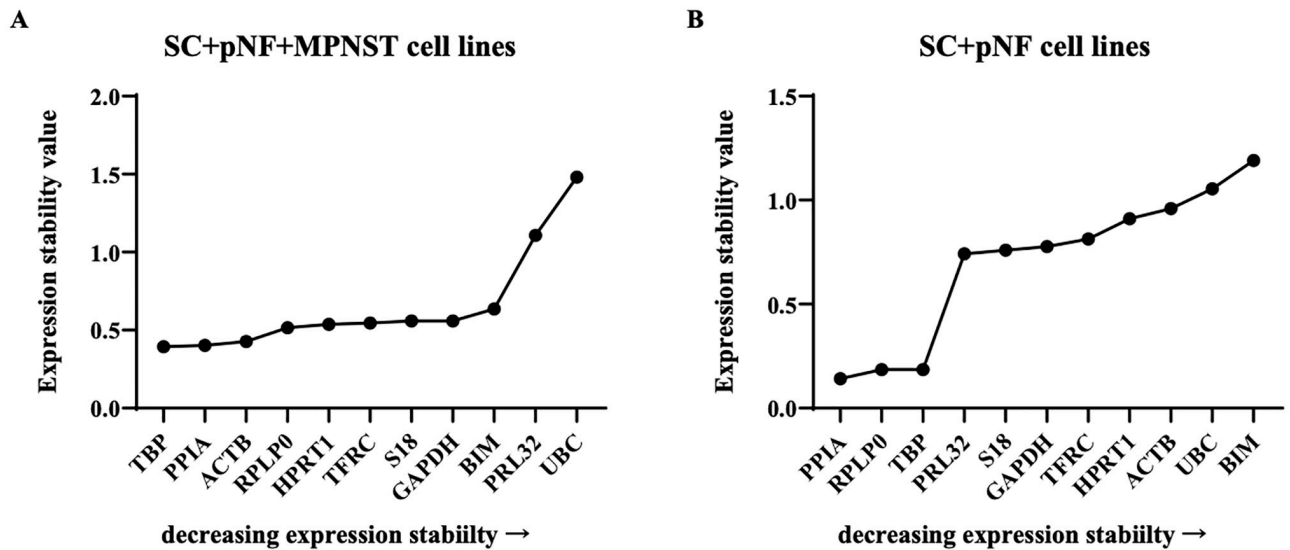 A
SC+pNF+MPNST cell lines
Expression stability value
2.0
1.5
1.0
0.5
0.0
TBP
PPIA
ACTB
RPLP0
HPRT1
TFRC
S18
GAPDH
BIM
PRL32
UBC
decreasing expression stabiilty →
B
SC+pNF cell lines
Expression stability value
1.5
1.0
0.5
0.0
PPIA
RPLP0
TBP
PRL32
S18
GAPDH
TFRC
HPRT1
ACTB
UBC
BIM
decreasing expression stabiilty →